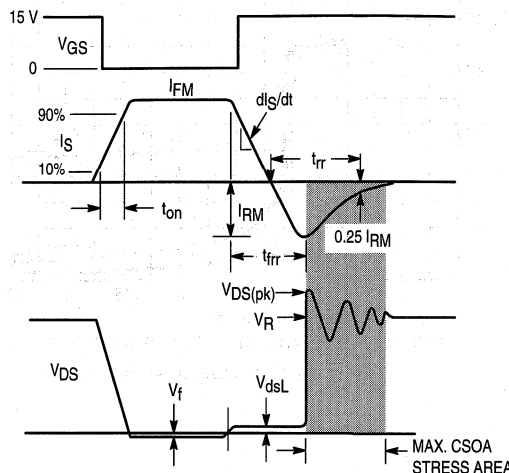 15 V
VGS
0
IFM
90%
dIS/dt
IS
trr
10%
ton
IRM
0.25 IRM
tfrr
VDS(pk)
VR
VDS
Vf
VdsL
MAX. CSOA
STRESS AREA